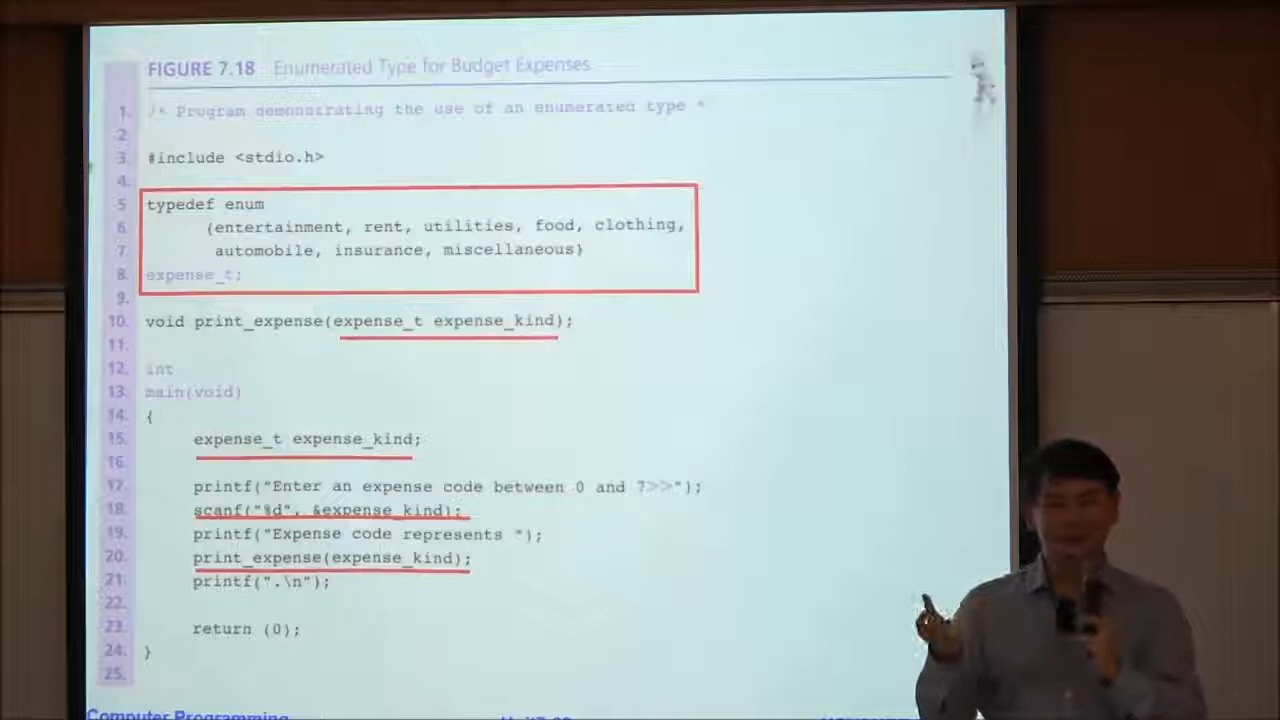 FIGURE 7.18 Enumerated Type for Budget Expenses
1. /* Program demonstrating the use of an enumerated type *
2.
3. #include <stdio.h>
4.
5 typedef enum
6. {entertainment, rent, utilities, food, clothing,
7. automobile, insurance, miscellaneous}
8. expense_t;
9.
10. void print_expense(expense_t expense_kind);
11.
12. int
13. main(void)
14. {
15. expense_t expense_kind;
16.
17. printf("Enter an expense code between 0 and 7>>");
18. scanf("%d", &expense_kind);
19. printf("Expense code represents ");
20. print_expense(expense_kind);
21. printf(".\n");
22.
23. return (0);
24. }
25.
Computer Programming